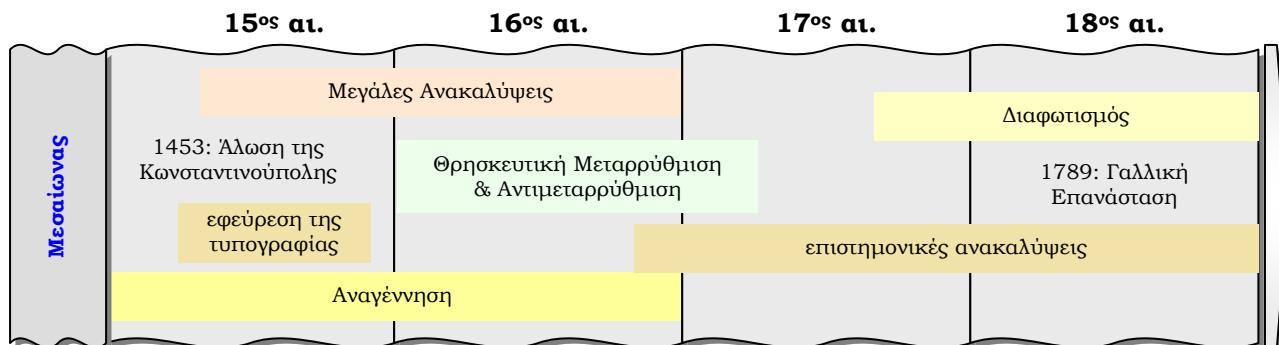 15ος αι.
16ος αι.
17ος αι.
18ος αι.
Μεσαίωνας
Μεγάλες Ανακαλύψεις
Διαφωτισμός
1453: Άλωση της
Κωνσταντινούπολης
Θρησκευτική Μεταρρύθμιση
& Αντιμεταρρύθμιση
1789: Γαλλική
Επανάσταση
εφεύρεση της
τυπογραφίας
επιστημονικές ανακαλύψεις
Αναγέννηση